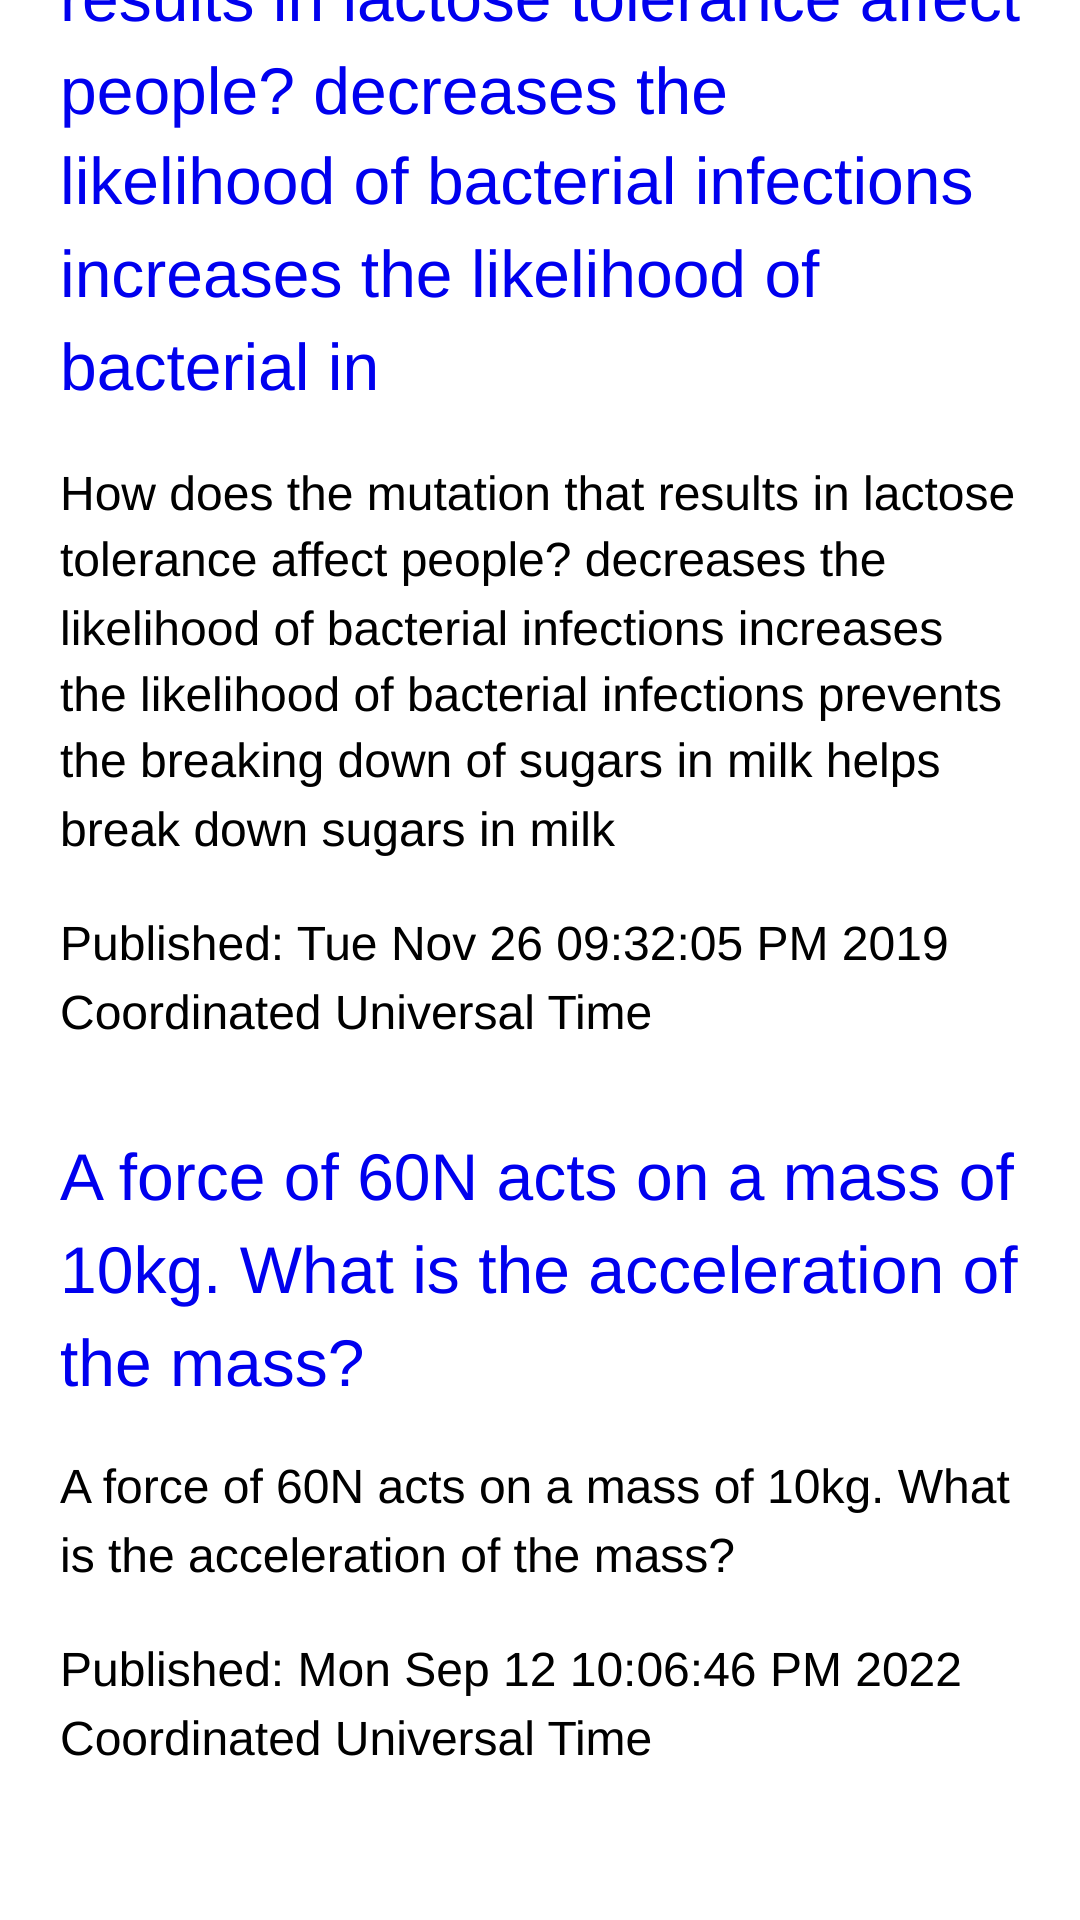 results in lactose tolerance affect
people? decreases the
likelihood of bacterial infections
increases the likelihood of
bacterial in
How does the mutation that results in lactose
tolerance affect people? decreases the
likelihood of bacterial infections increases
the likelihood of bacterial infections prevents
the breaking down of sugars in milk helps
break down sugars in milk
Published: Tue Nov 26 09:32:05 PM 2019
Coordinated Universal Time
A force of 60N acts on a mass of
10kg. What is the acceleration of
the mass?
A force of 60N acts on a mass of 10kg. What
is the acceleration of the mass?
Published: Mon Sep 12 10:06:46 PM 2022
Coordinated Universal Time